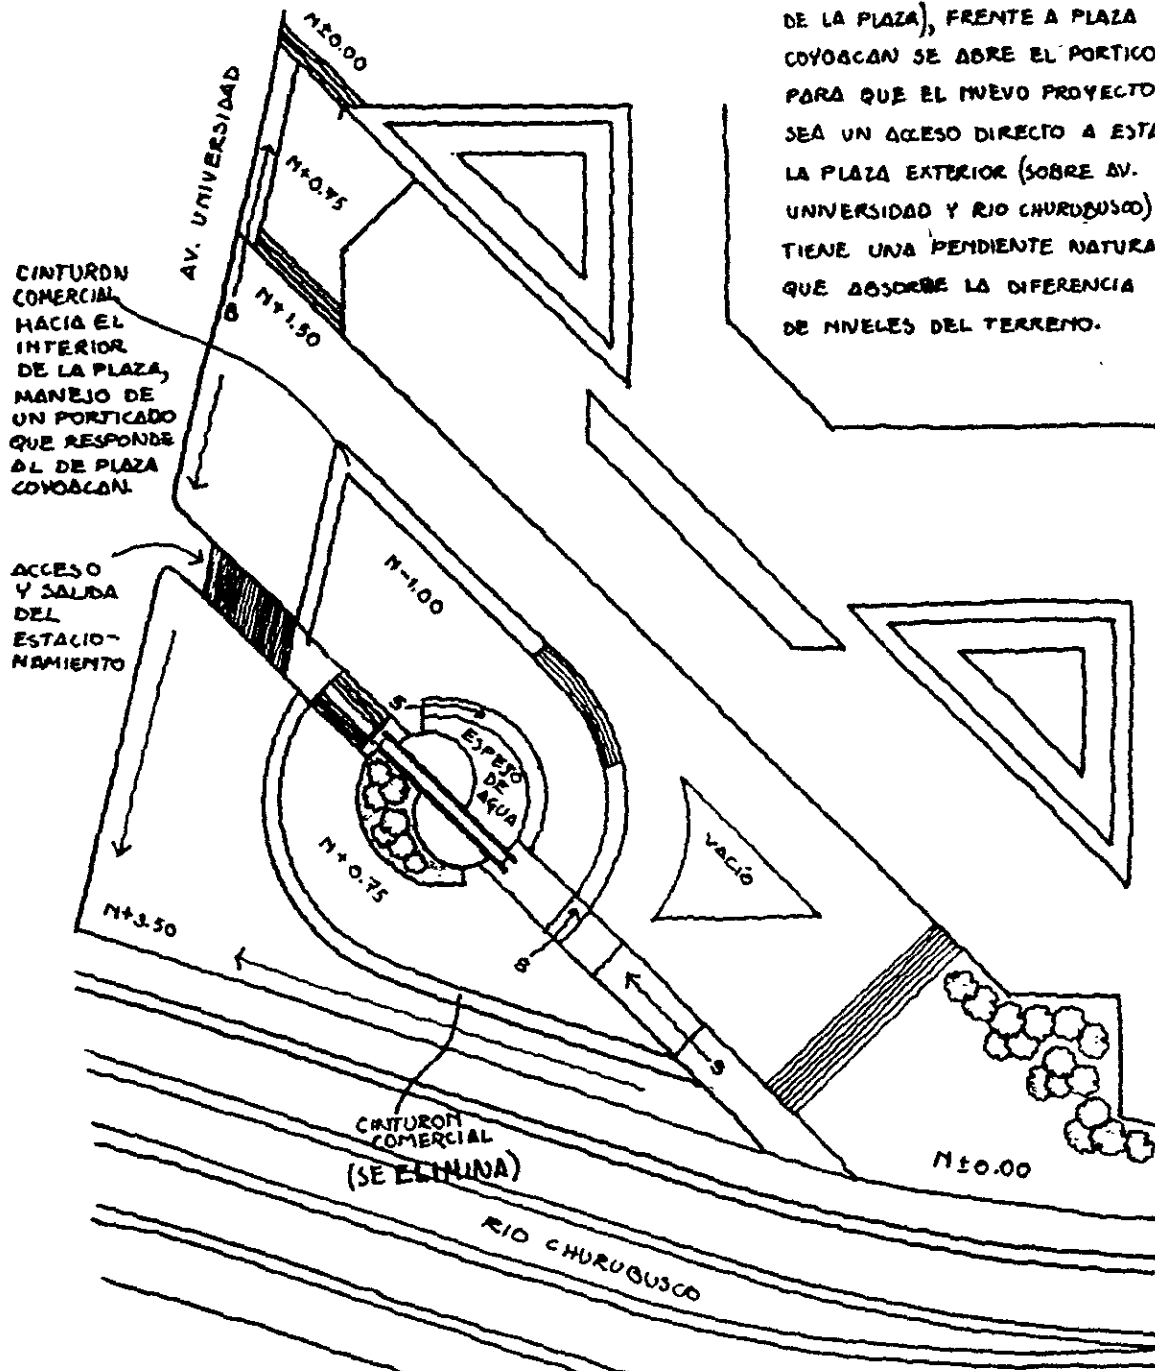 DE LA PLAZA), FRENTE A PLAZA
COYOACAN SE ABRE EL PORTICO
PARA QUE EL NUEVO PROYECTO
SEA UN ACCESO DIRECTO A ESTA
LA PLAZA EXTERIOR (SOBRE AV.
UNIVERSIDAD Y RIO CHURUBUSCO)
TIENE UNA PENDIENTE NATURA
QUE ABSORBE LA DIFERENCIA
DE NIVELES DEL TERRENO.
N±0.00
AV. UNIVERSIDAD
N+0.75
8
N+1.50
CINTURON
COMERCIAL
HACIA EL
INTERIOR
DE LA PLAZA,
MANEJO DE
UN PORTICADO
QUE RESPONDE
AL DE PLAZA
COYOACAN.
ACCESO
Y SALIDA
DEL
ESTACIO-
NAMIENTO
N-1.00
S
ESPEJO
DE
AGUA
N+0.75
VACIO
N+3.50
B
S
CINTURON
COMERCIAL
(SE ELIMINA)
N±0.00
RIO CHURUBUSCO